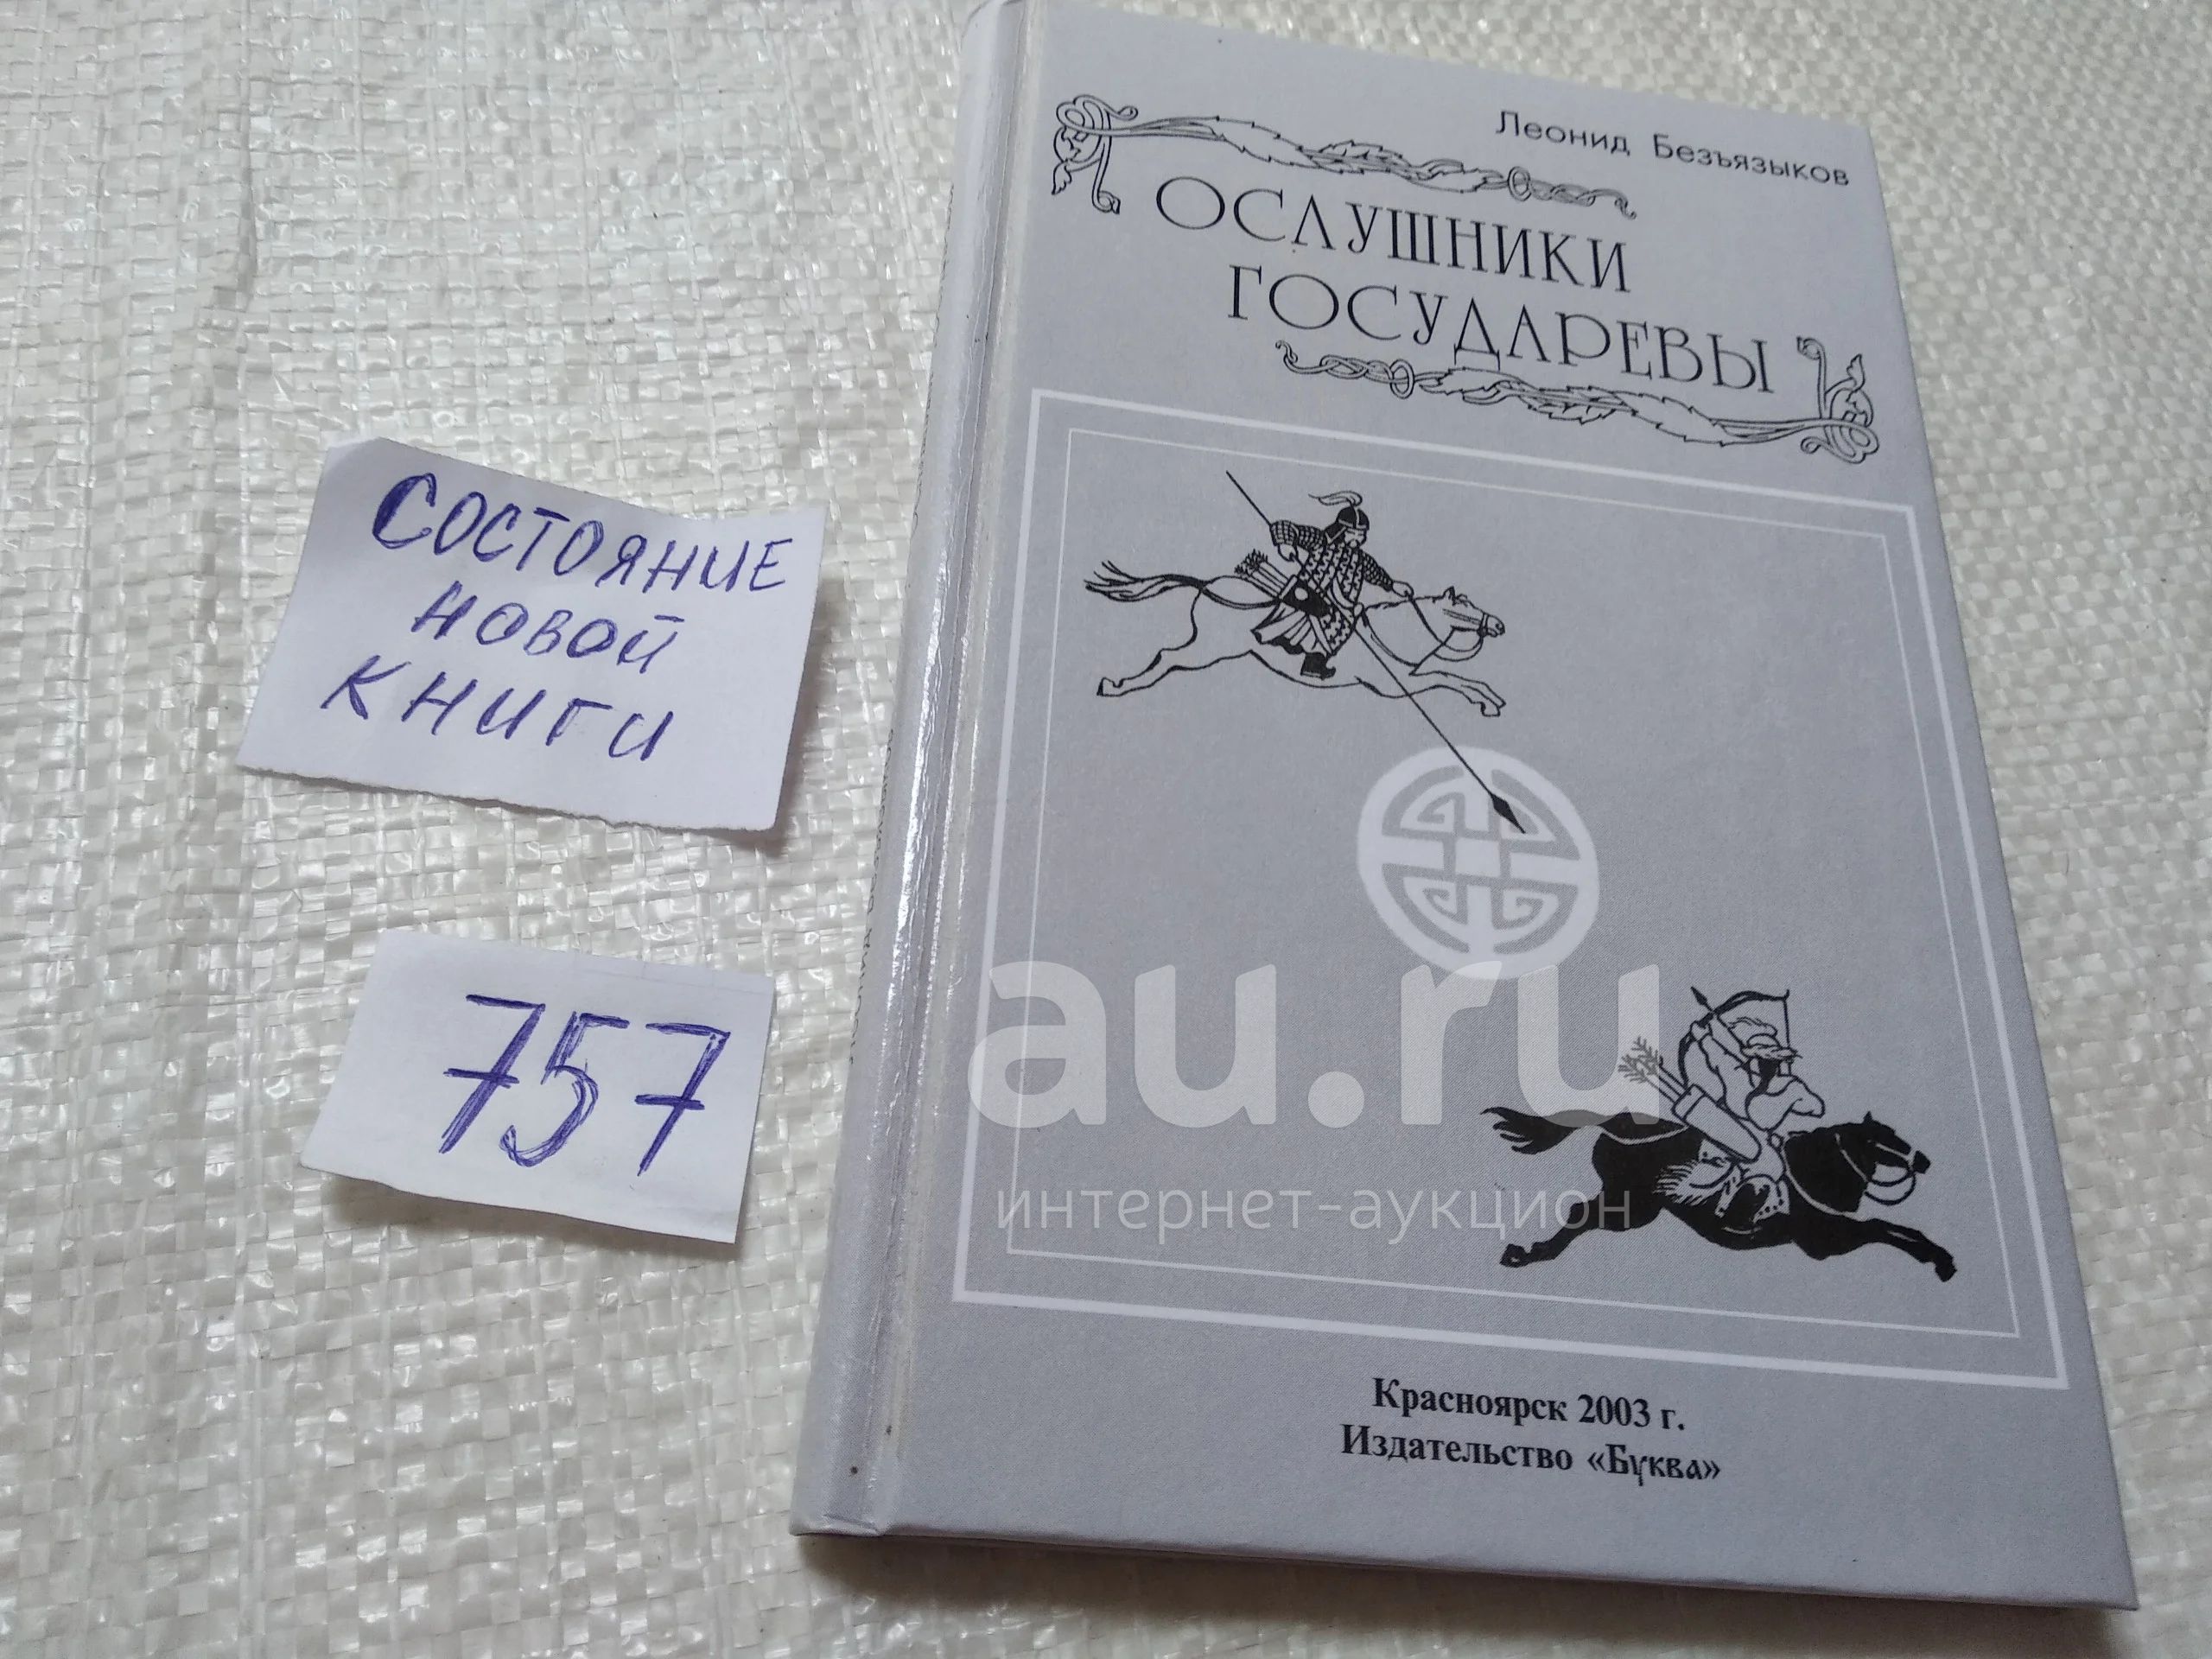 Леонид Безъязыков
ОСЛУШНИКИ
ГОСУДАРЕВЫ
СОСТОЯНИЕ
НОВОЙ
КНИГИ
757
au.ru
интернет-аукцион
Красноярск 2003 г.
Издательство «Буква»